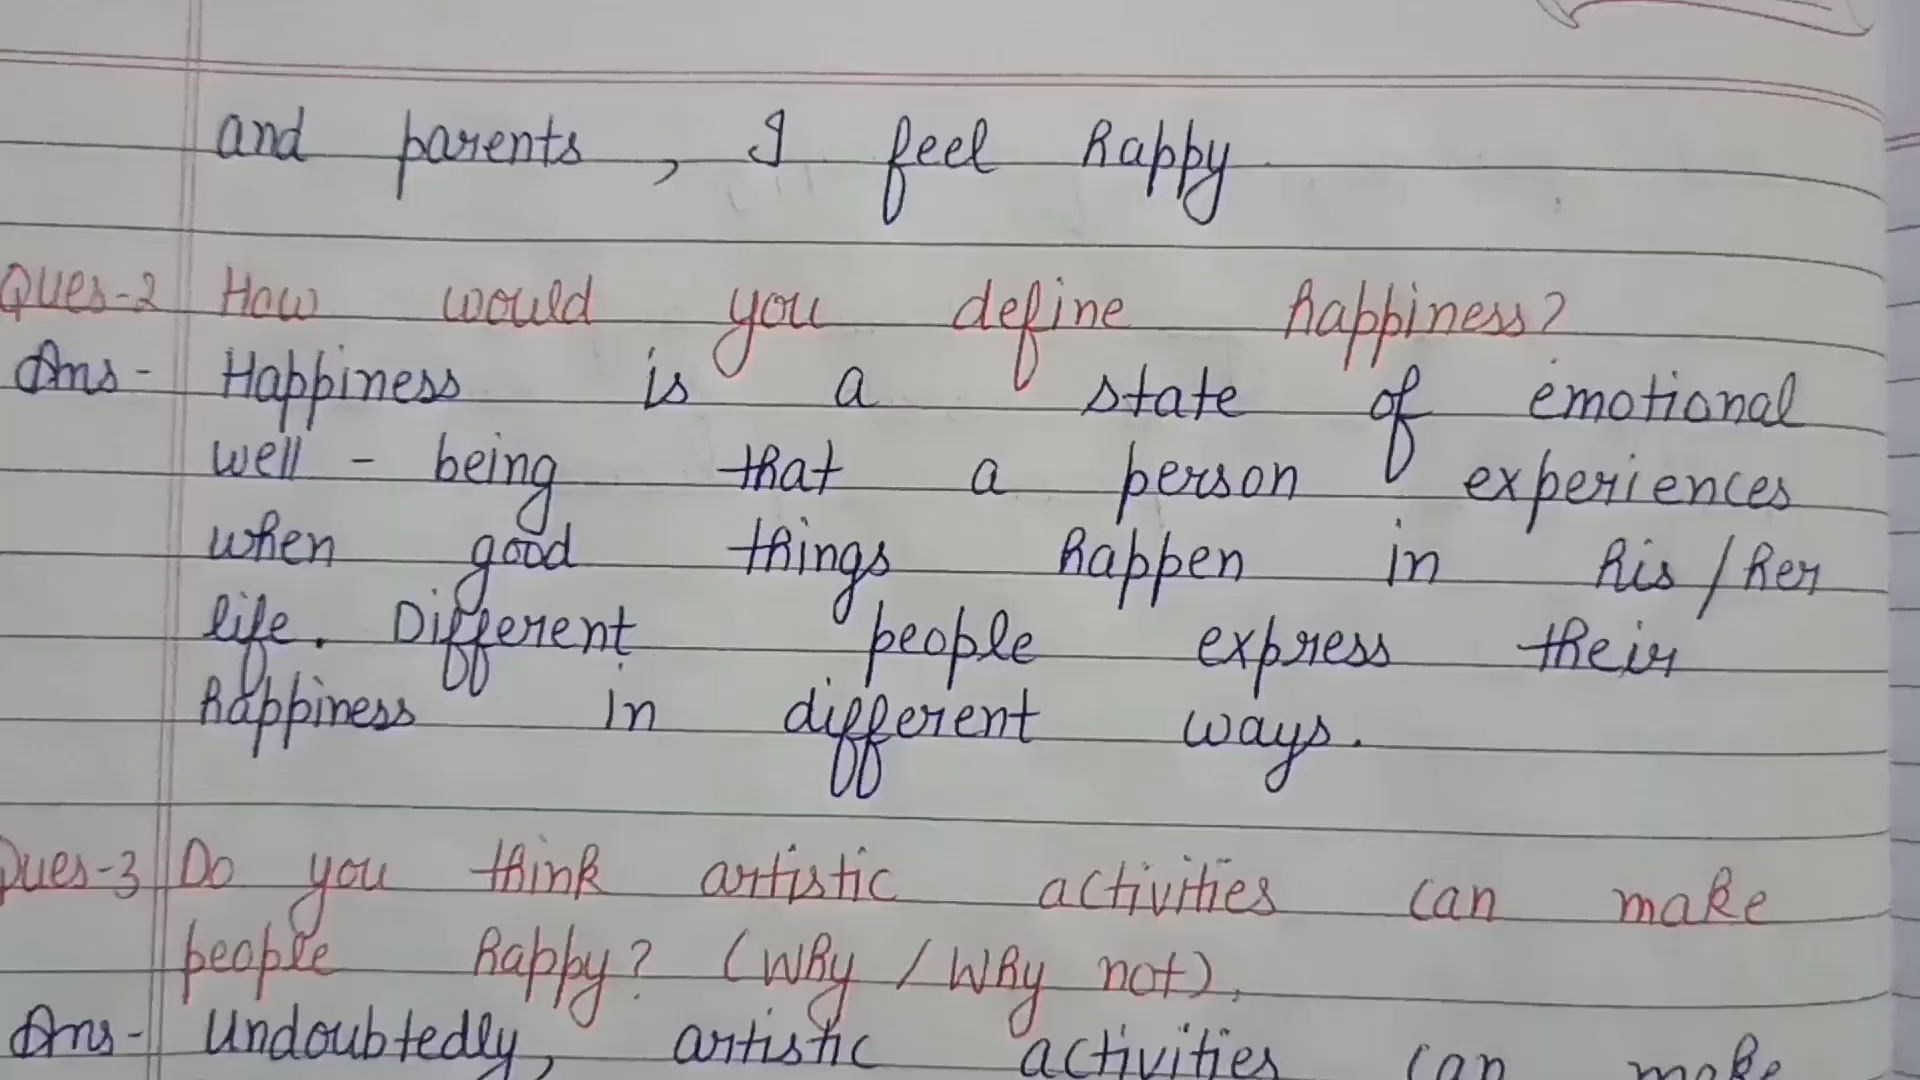 and parents, I feel happy
Ques-2 How would you define happiness?
Ans- Happiness is a state of emotional
well-being that a person experiences
when good things happen in his/her
life. Different people express their
happiness in different ways.
Ques-3 Do you think artistic activities can make
people happy? (Why / Why not).
Ans- Undoubtedly, artistic activities can make